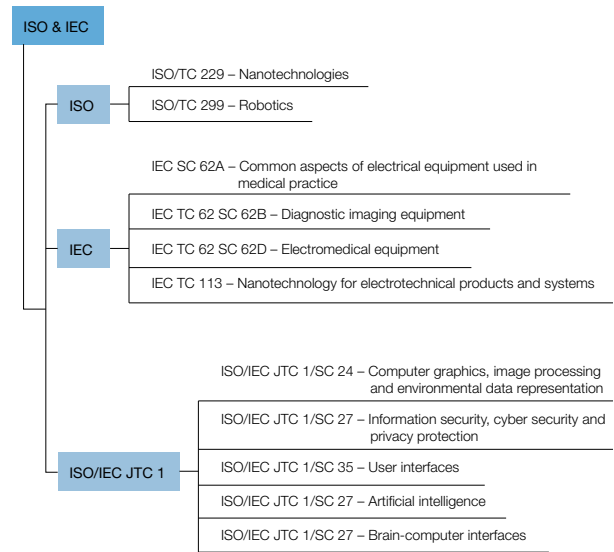 ISO & IEC
ISO
ISO/TC 229 – Nanotechnologies
ISO/TC 299 – Robotics
IEC
IEC SC 62A – Common aspects of electrical equipment used in
medical practice
IEC TC 62 SC 62B – Diagnostic imaging equipment
IEC TC 62 SC 62D – Electromedical equipment
IEC TC 113 – Nanotechnology for electrotechnical products and systems
ISO/IEC JTC 1
ISO/IEC JTC 1/SC 24 – Computer graphics, image processing
and environmental data representation
ISO/IEC JTC 1/SC 27 – Information security, cyber security and
privacy protection
ISO/IEC JTC 1/SC 35 – User interfaces
ISO/IEC JTC 1/SC 27 – Artificial intelligence
ISO/IEC JTC 1/SC 27 – Brain-computer interfaces